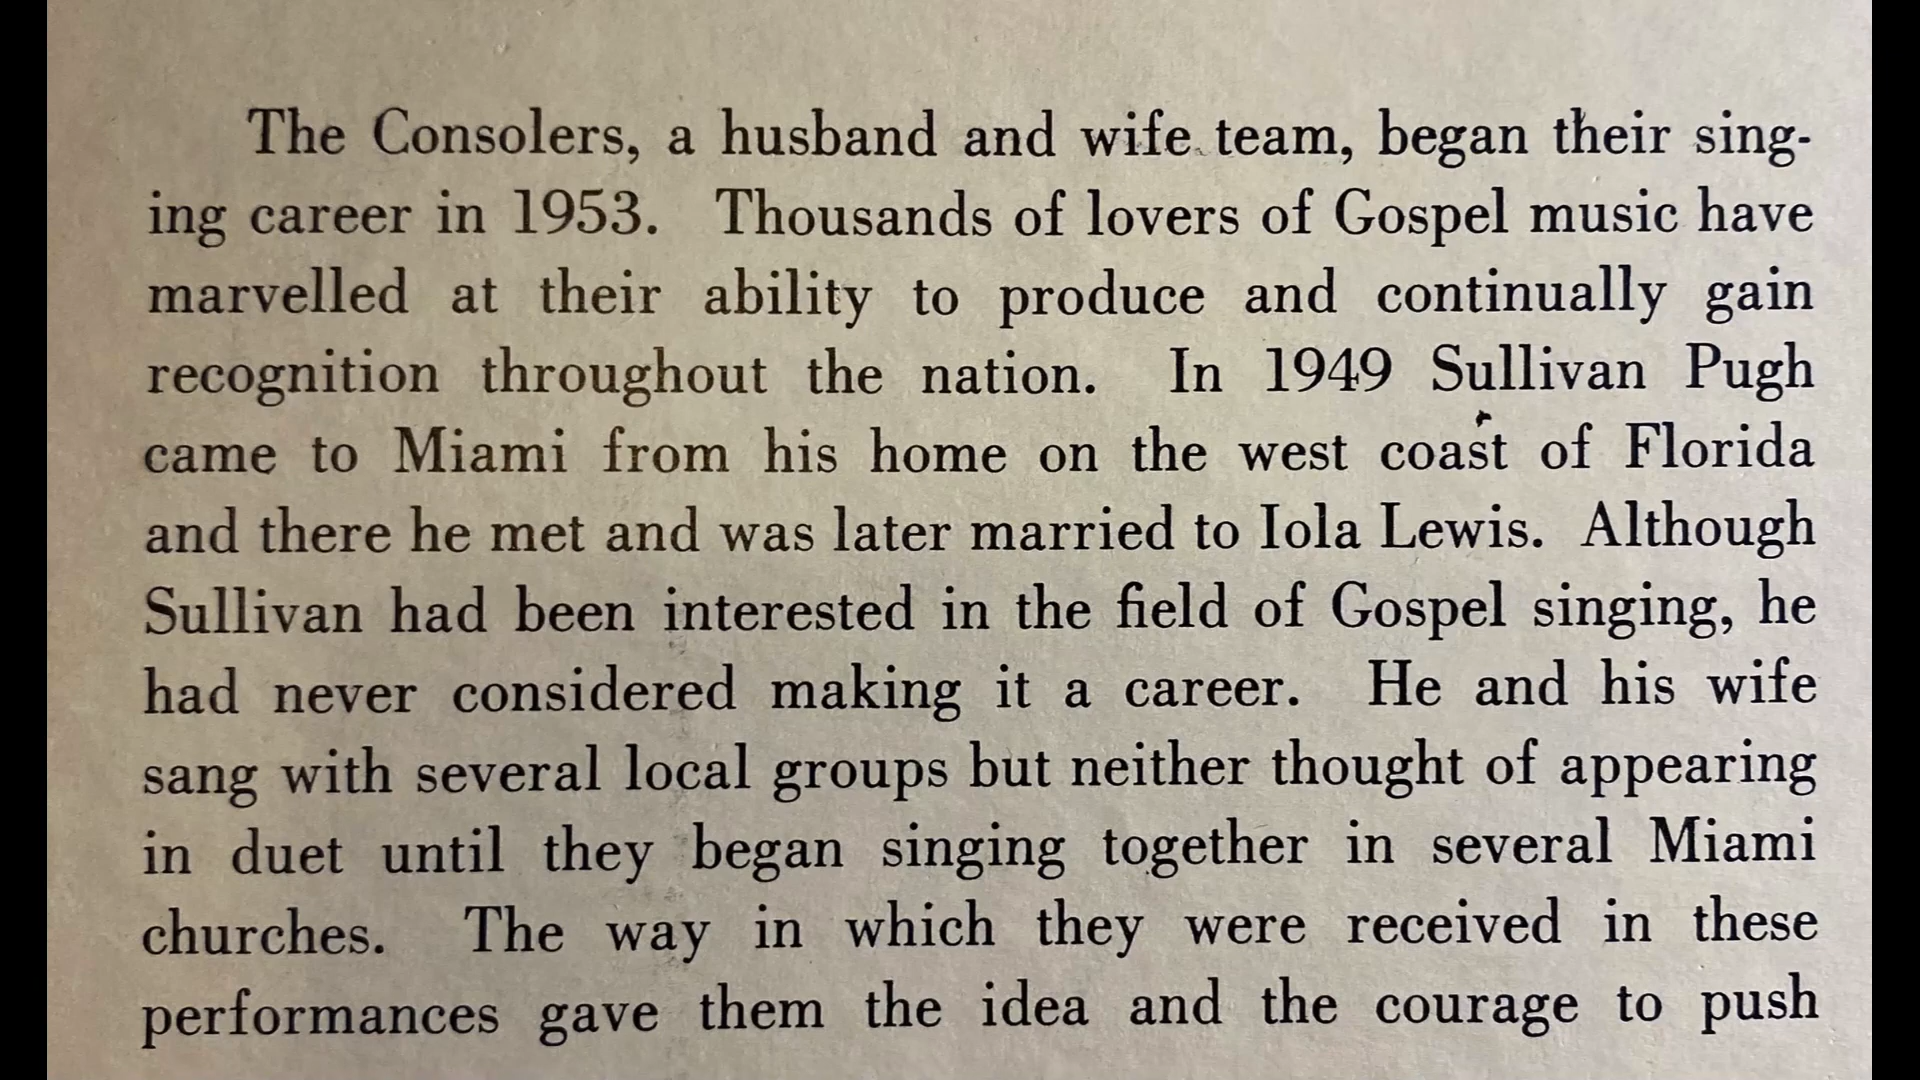 The Consolers, a husband and wife team, began their sing-
ing career in 1953. Thousands of lovers of Gospel music have
marvelled at their ability to produce and continually gain
recognition throughout the nation. In 1949 Sullivan Pugh
came to Miami from his home on the west coast of Florida
and there he met and was later married to Iola Lewis. Although
Sullivan had been interested in the field of Gospel singing, he
had never considered making it a career. He and his wife
sang with several local groups but neither thought of appearing
in duet until they began singing together in several Miami
churches. The way in which they were received in these
performances gave them the idea and the courage to push